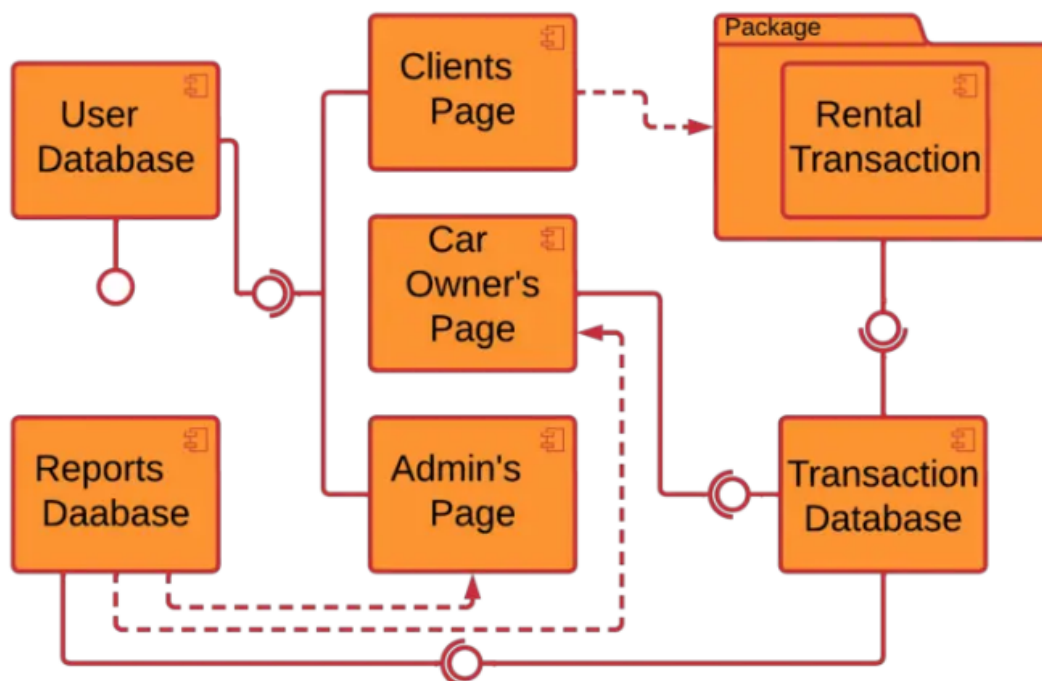 Package
Clients
Page
User
Database
Rental
Transaction
Car
Owner's
Page
Reports
Daabase
Admin's
Page
Transaction
Database